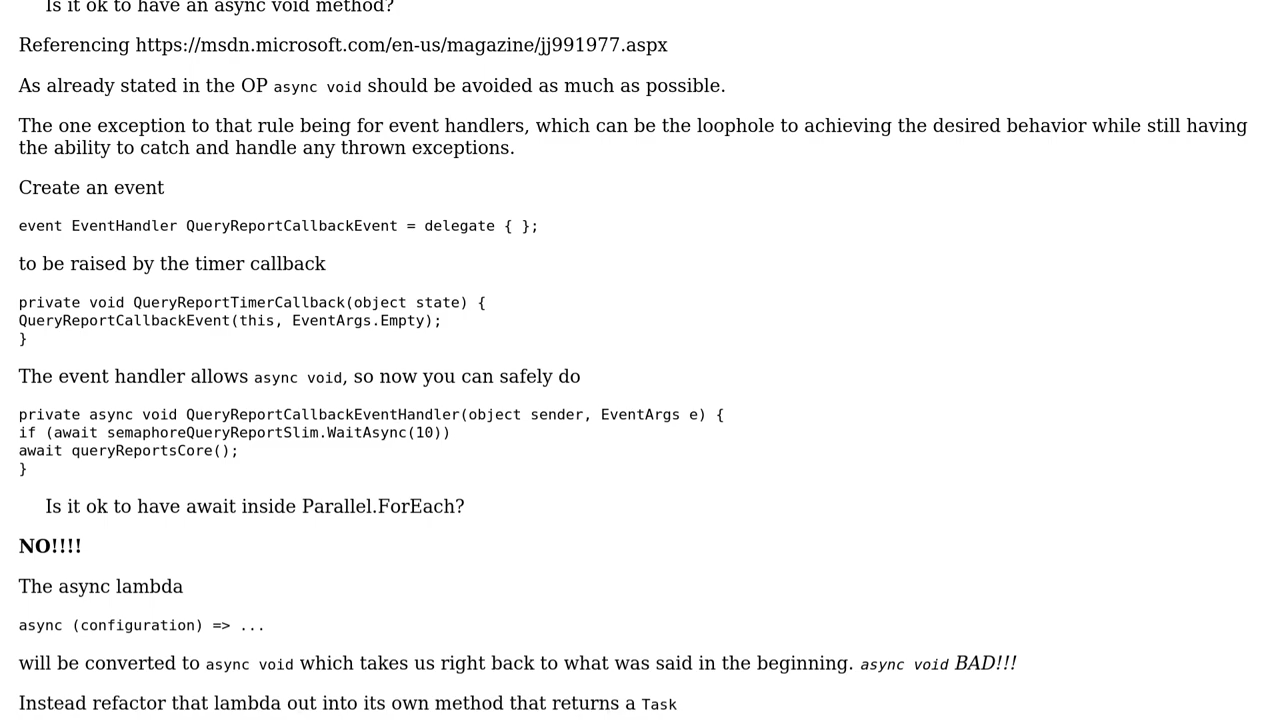 Is it ok to have an async void method?
Referencing https://msdn.microsoft.com/en-us/magazine/jj991977.aspx
As already stated in the OP async void should be avoided as much as possible.
The one exception to that rule being for event handlers, which can be the loophole to achieving the desired behavior while still having
the ability to catch and handle any thrown exceptions.
Create an event
event EventHandler QueryReportCallbackEvent = delegate { };
to be raised by the timer callback
private void QueryReportTimerCallback(object state) {
QueryReportCallbackEvent(this, EventArgs.Empty);
}
The event handler allows async void, so now you can safely do
private async void QueryReportCallbackEventHandler(object sender, EventArgs e) {
if (await semaphoreQueryReportSlim.WaitAsync(10))
await queryReportsCore();
}
Is it ok to have await inside Parallel.ForEach?
NO!!!!
The async lambda
async (configuration) => ...
will be converted to async void which takes us right back to what was said in the beginning. async void BAD!!!
Instead refactor that lambda out into its own method that returns a Task